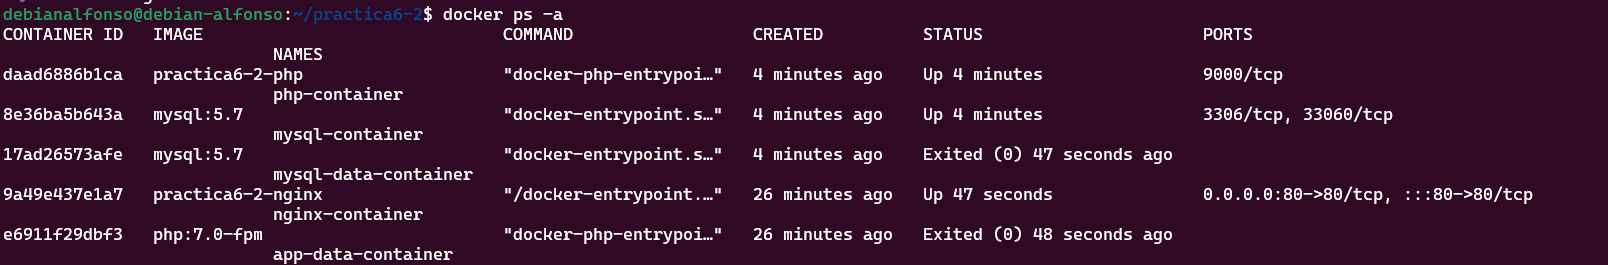 debianalfonso@debian-alfonso:~/practica6-2$ docker ps -a
CONTAINER ID   IMAGE                              COMMAND                  CREATED          STATUS                      PORTS
                           NAMES
daad6886b1ca   practica6-2-php                    "docker-php-entrypoi…"   4 minutes ago    Up 4 minutes                9000/tcp
                           php-container
8e36ba5b643a   mysql:5.7                          "docker-entrypoint.s…"   4 minutes ago    Up 4 minutes                3306/tcp, 33060/tcp
                           mysql-container
17ad26573afe   mysql:5.7                          "docker-entrypoint.s…"   4 minutes ago    Exited (0) 47 seconds ago
                           mysql-data-container
9a49e437e1a7   practica6-2-nginx                  "/docker-entrypoint.…"   26 minutes ago   Up 47 seconds               0.0.0.0:80->80/tcp, :::80->80/tcp
                           nginx-container
e6911f29dbf3   php:7.0-fpm                        "docker-php-entrypoi…"   26 minutes ago   Exited (0) 48 seconds ago
                           app-data-container